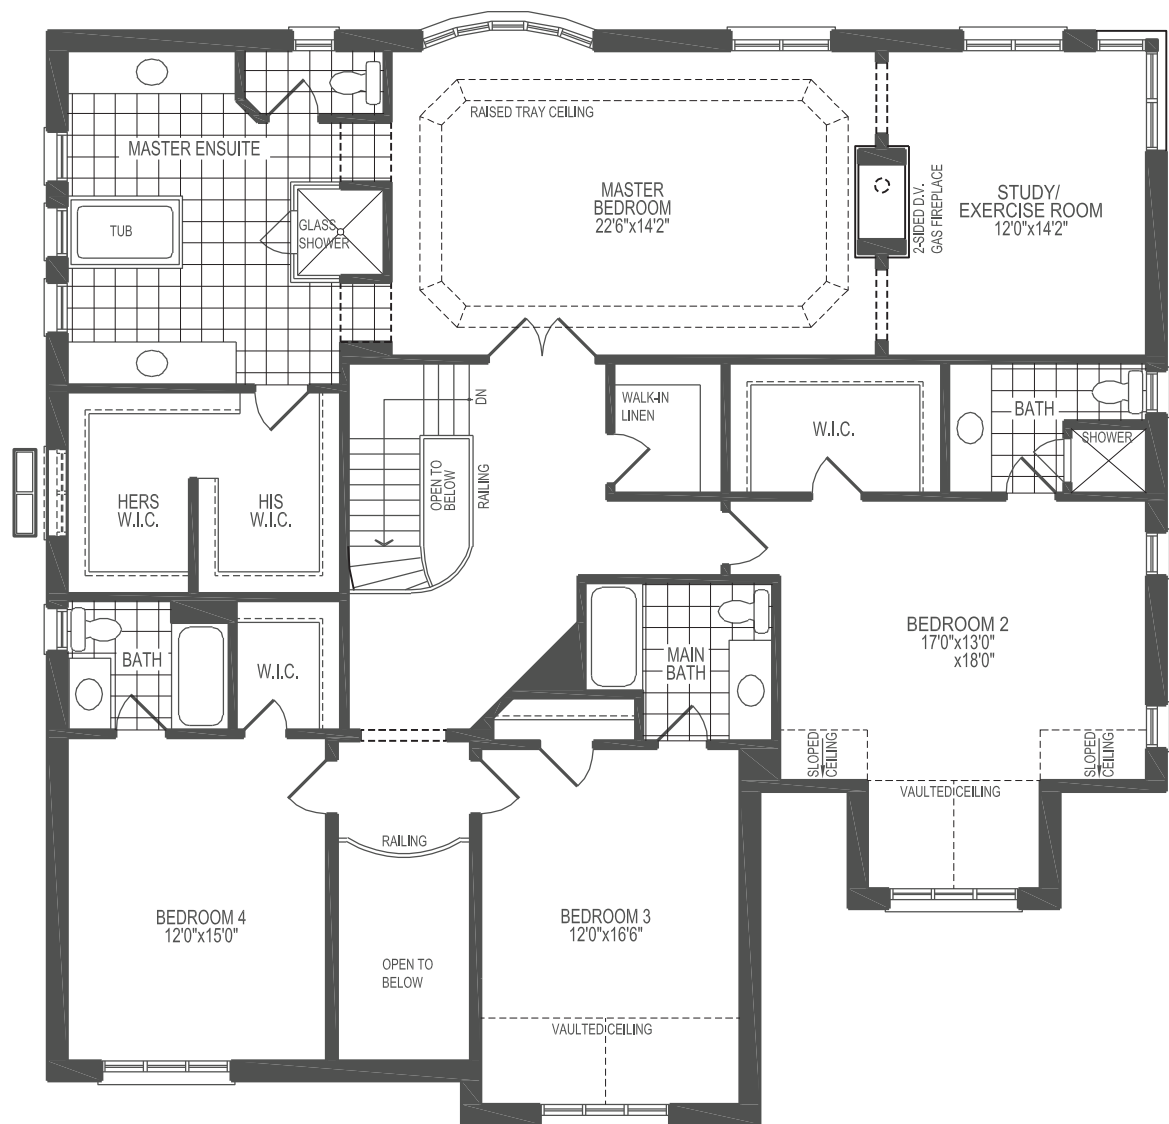 RAISED TRAY CEILING
MASTER ENSUITE
MASTER
BEDROOM
22'6"x14'2"
2-SIDED D.V.
GAS FIREPLACE
STUDY/
EXERCISE ROOM
12'0"x14'2"
TUB
GLASS
SHOWER
DN
WALK-IN
LINEN
W.I.C.
BATH
SHOWER
OPEN TO
BELOW
RAILING
HERS
W.I.C.
HIS
W.I.C.
BEDROOM 2
17'0"x13'0"
x18'0"
BATH
W.I.C.
MAIN
BATH
SLOPED
CEILING
SLOPED
CEILING
VAULTED CEILING
RAILING
BEDROOM 4
12'0"x15'0"
BEDROOM 3
12'0"x16'6"
OPEN TO
BELOW
VAULTED CEILING